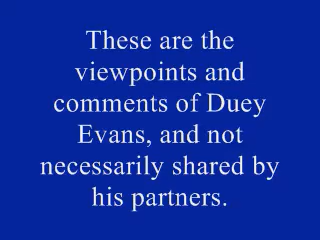 These are the
viewpoints and
comments of Duey
Evans, and not
necessarily shared by
his partners.